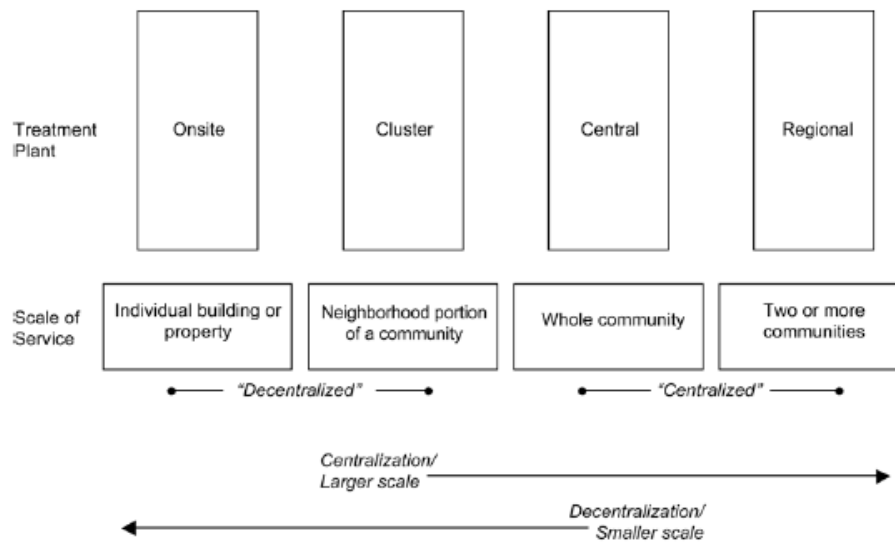 Treatment
Plant
Onsite
Cluster
Central
Regional
Scale of
Service
Individual building or
property
Neighborhood portion
of a community
Whole community
Two or more
communities
"Decentralized"
"Centralized"
Centralization/
Larger scale
Decentralization/
Smaller scale